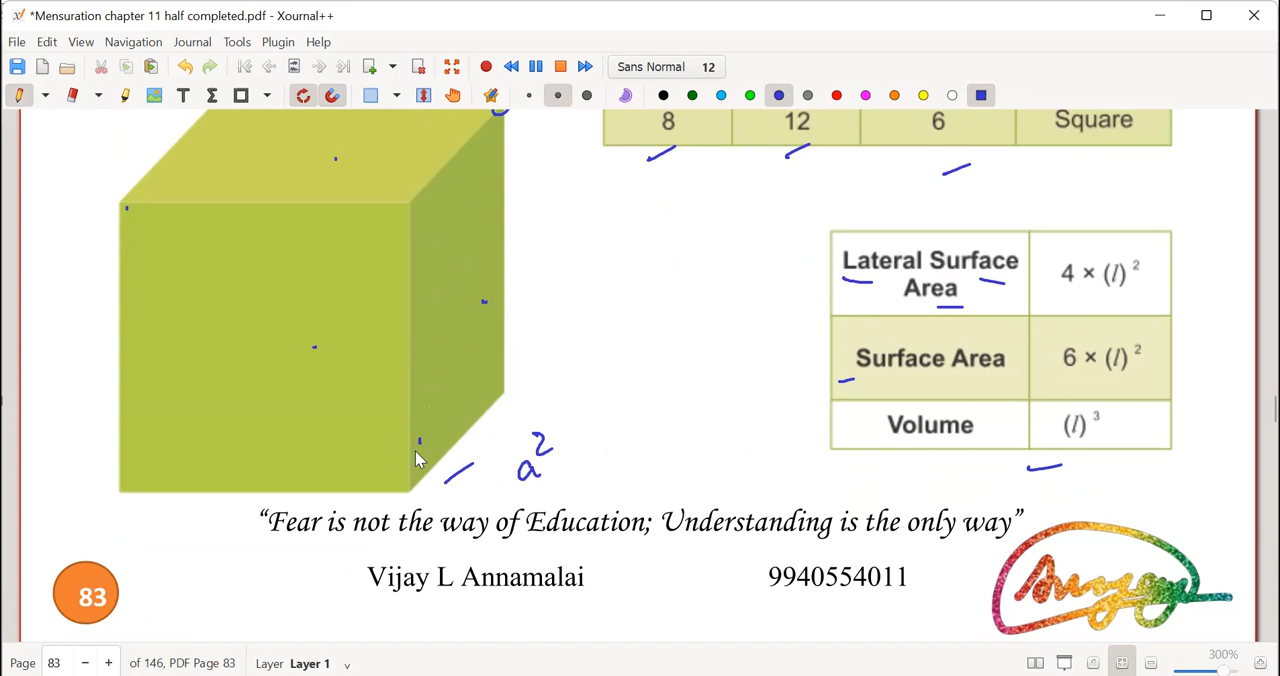 *Mensuration chapter 11 half completed.pdf - Xournal++
File Edit View Navigation Journal Tools Plugin Help
Sans Normal 12
8 12 6 Square
Lateral Surface Area 4 × (l) 2
Surface Area 6 × (l) 2
Volume (l) 3
a2
“Fear is not the way of Education; Understanding is the only way”
Vijay L Annamalai 9940554011
83
Page 83 - + of 146, PDF Page 83 Layer Layer 1 300%